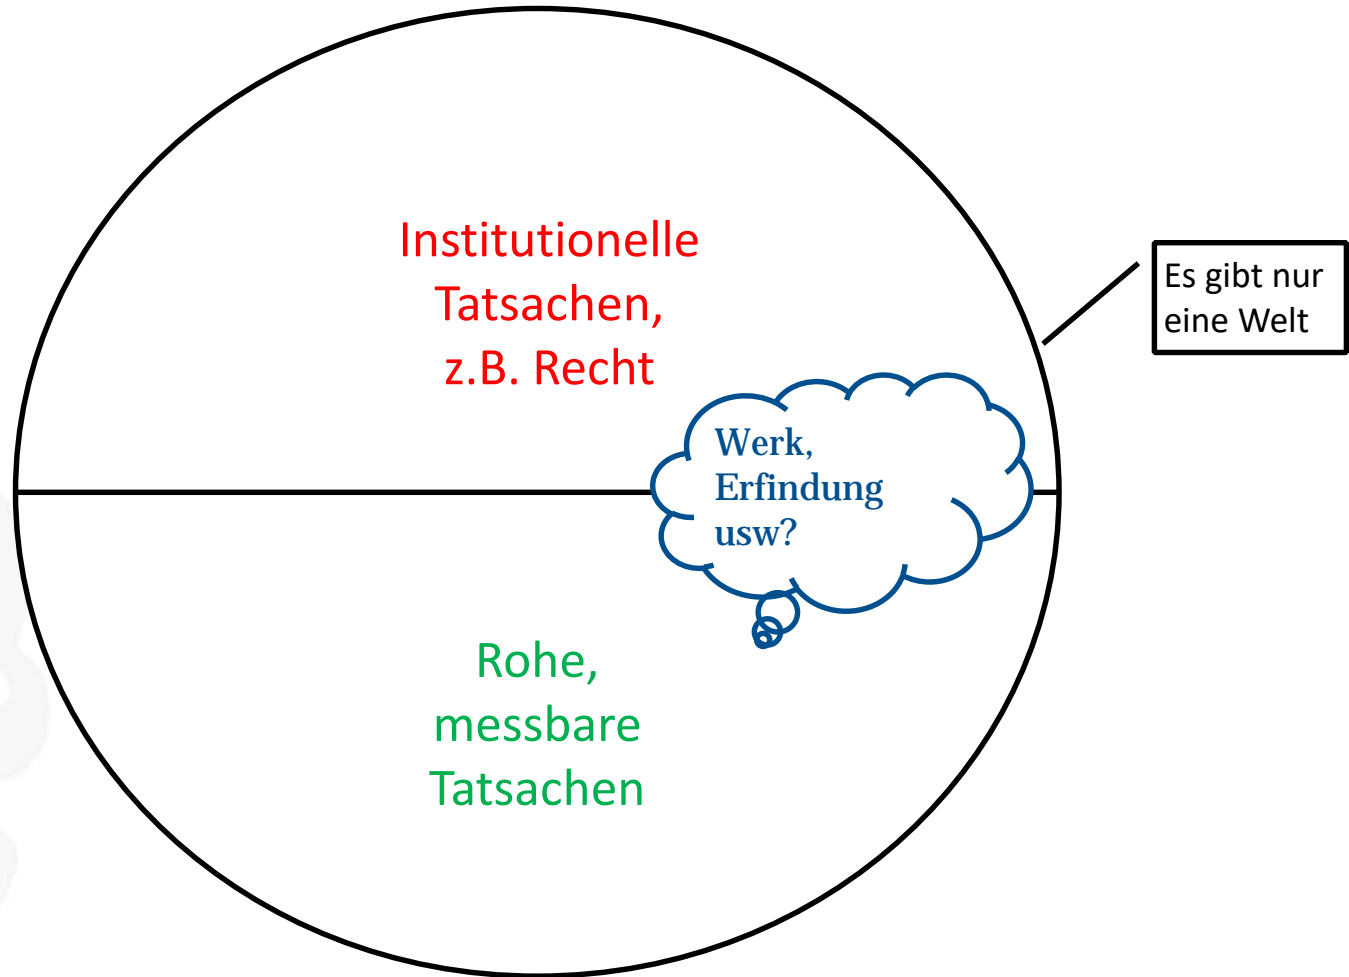 Institutionelle
Tatsachen,
z.B. Recht
Es gibt nur
eine Welt
Werk,
Erfindung
usw?
Rohe,
messbare
Tatsachen